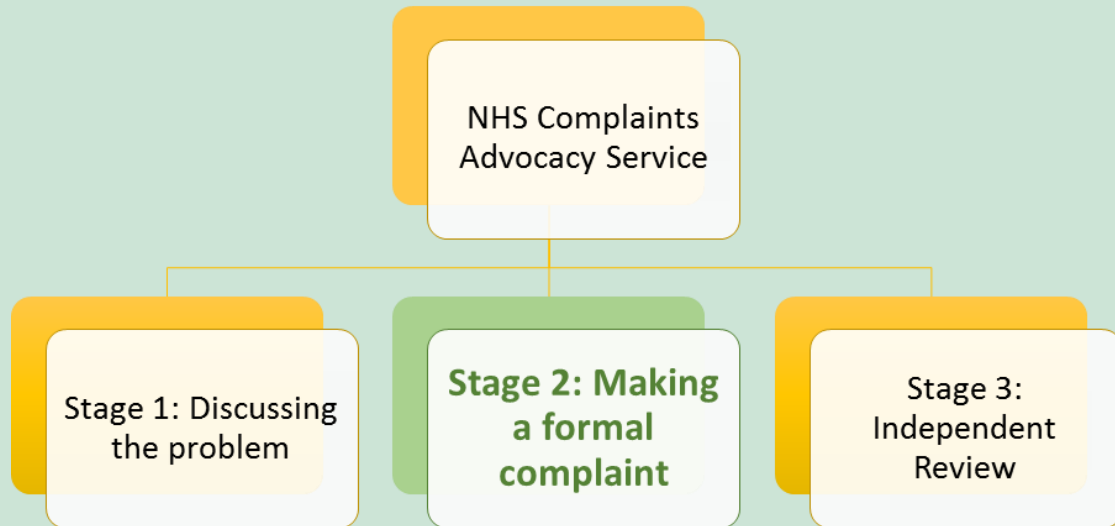 NHS Complaints
Advocacy Service
Stage 1: Discussing
the problem
Stage 2: Making
a formal
complaint
Stage 3:
Independent
Review